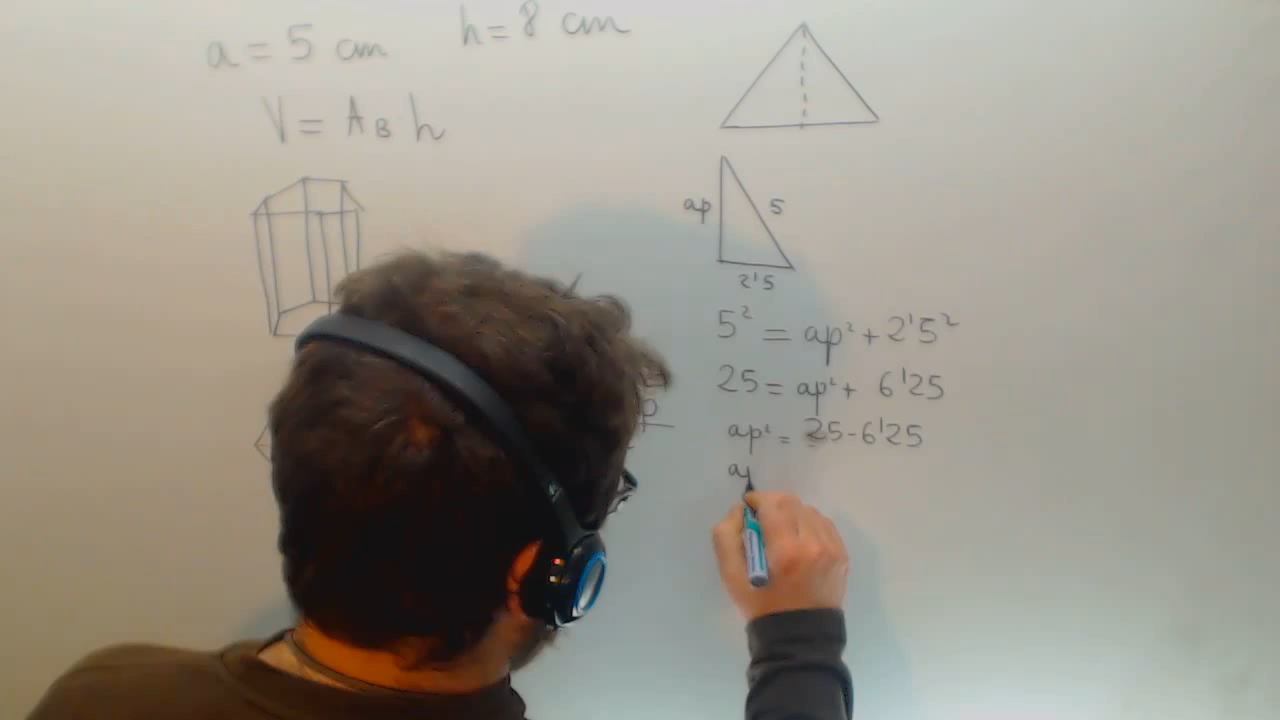 a = 5 cm
h = 8 cm
V = AB h
ap
5
2'5
5² = ap² + 2'5²
25 = ap² + 6'25
ap² = 25-6'25
p